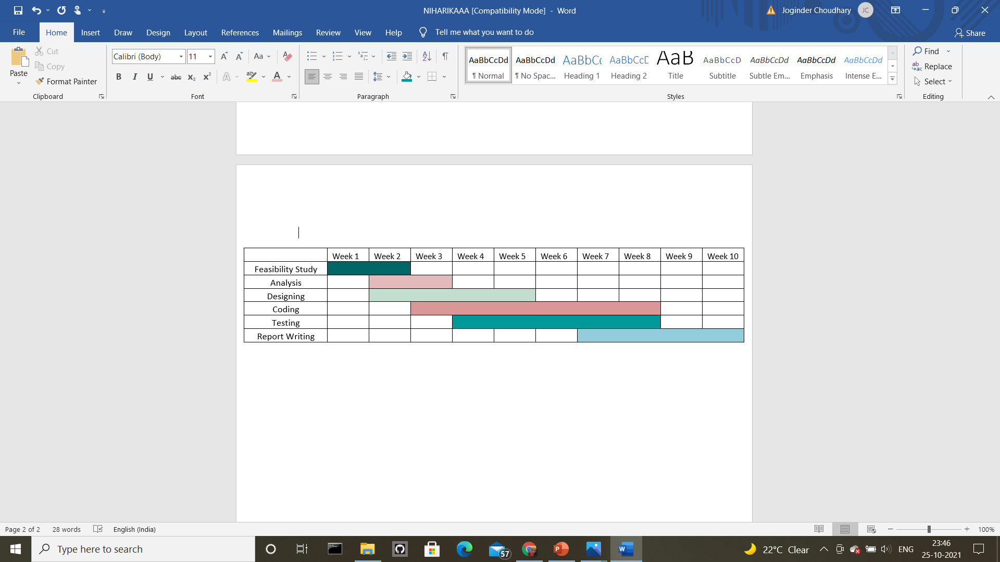 NIHARIKAAA [Compatibility Mode] - Word
Joginder Choudhary JC
File Home Insert Draw Design Layout References Mailings Review View Help Tell me what you want to do Share
Paste
Cut
Copy
Format Painter
Clipboard
Calibri (Body) 11 A A Aa A
B I U abc x2 x2 A ab A
Font
Paragraph
AaBbCcDd AaBbCcDd AaBbCc AaBbCcD AaB AaBbCcD AaBbCcDd AaBbCcDd AaBbCcDd
¶ Normal ¶ No Spac... Heading 1 Heading 2 Title Subtitle Subtle Em... Emphasis Intense E...
Styles
Find
Replace
Select
Editing
Week 1 Week 2 Week 3 Week 4 Week 5 Week 6 Week 7 Week 8 Week 9 Week 10
Feasibility Study
Analysis
Designing
Coding
Testing
Report Writing
Page 2 of 2 28 words English (India) 100%
Type here to search
57
22°C Clear
ENG
23:46
25-10-2021